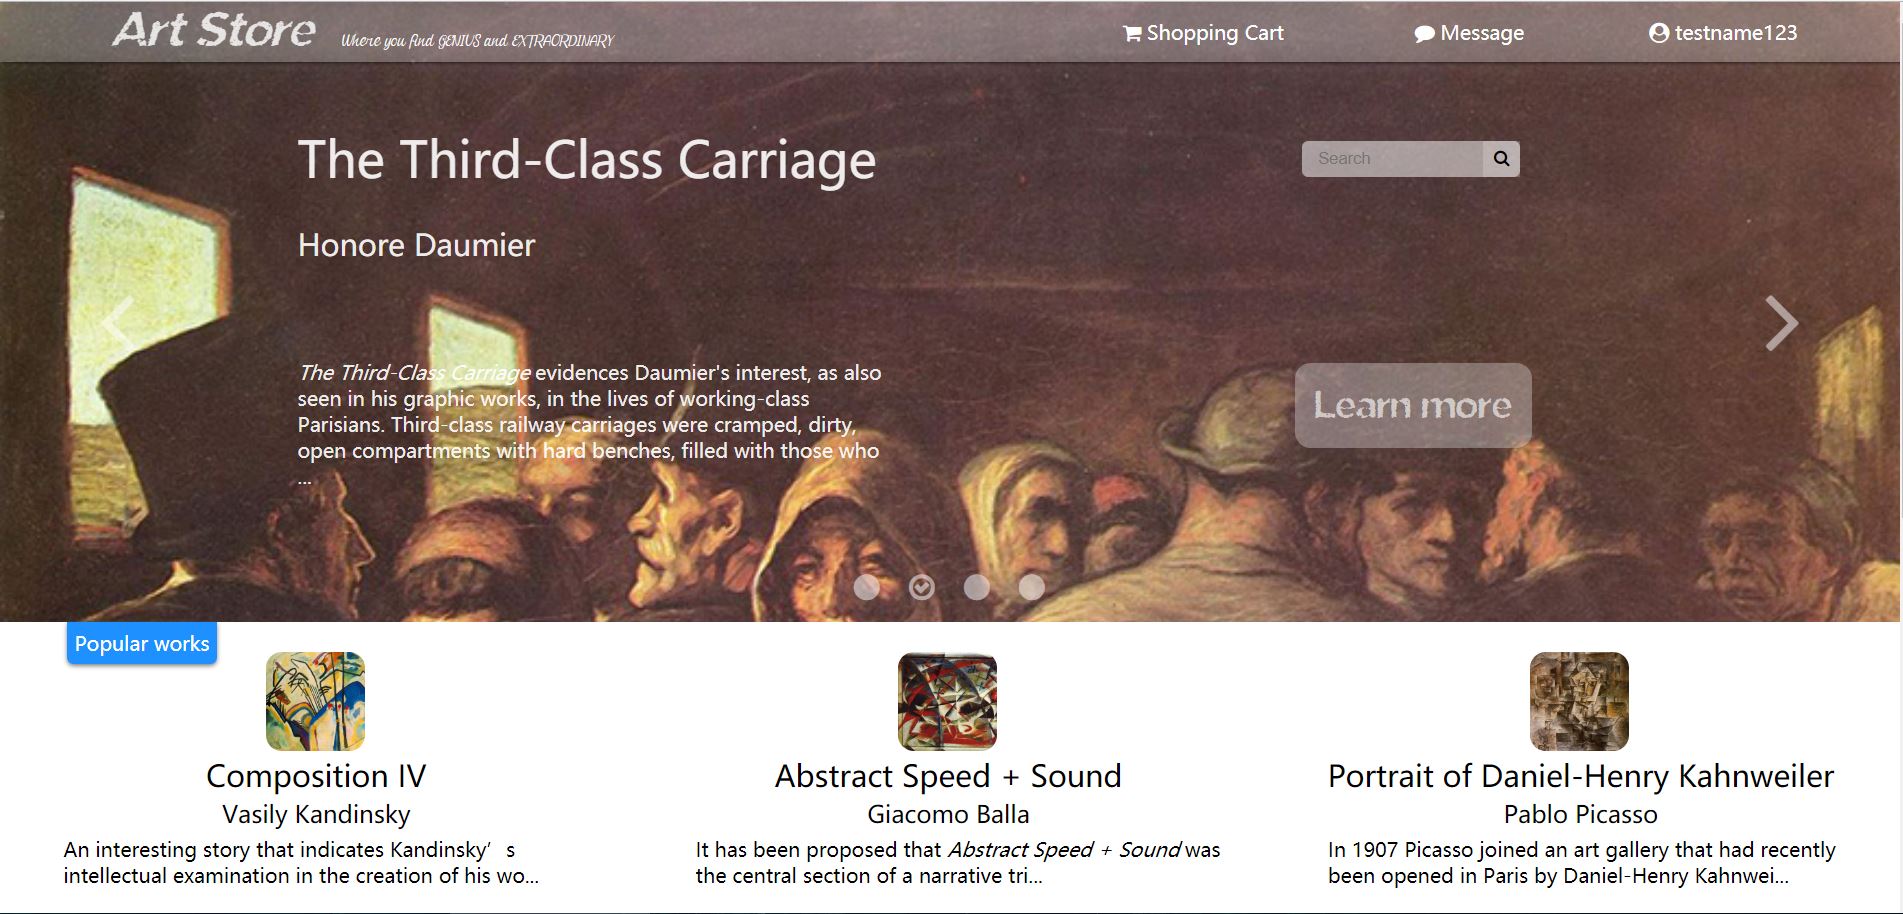 Art Store
Where you find GENIUS and EXTRAORDINARY
Shopping Cart
Message
testname123
The Third-Class Carriage
Search
Honore Daumier
The Third-Class Carriage evidences Daumier's interest, as also
seen in his graphic works, in the lives of working-class
Parisians. Third-class railway carriages were cramped, dirty,
open compartments with hard benches, filled with those who
...
Learn more
Popular works
Composition IV
Vasily Kandinsky
An interesting story that indicates Kandinsky’s
intellectual examination in the creation of his wo...
Abstract Speed + Sound
Giacomo Balla
It has been proposed that Abstract Speed + Sound was
the central section of a narrative tri...
Portrait of Daniel-Henry Kahnweiler
Pablo Picasso
In 1907 Picasso joined an art gallery that had recently
been opened in Paris by Daniel-Henry Kahnwei...